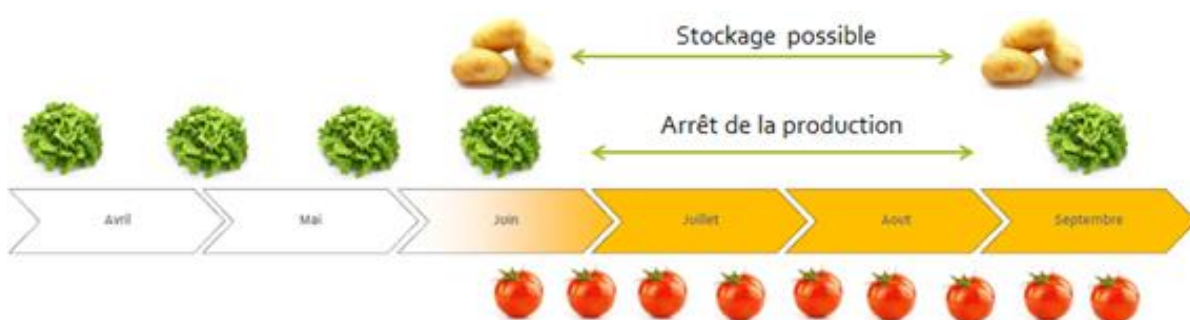 Stockage possible
Arrêt de la production
Avril
Mai
Juin
Juillet
Aout
Septembre